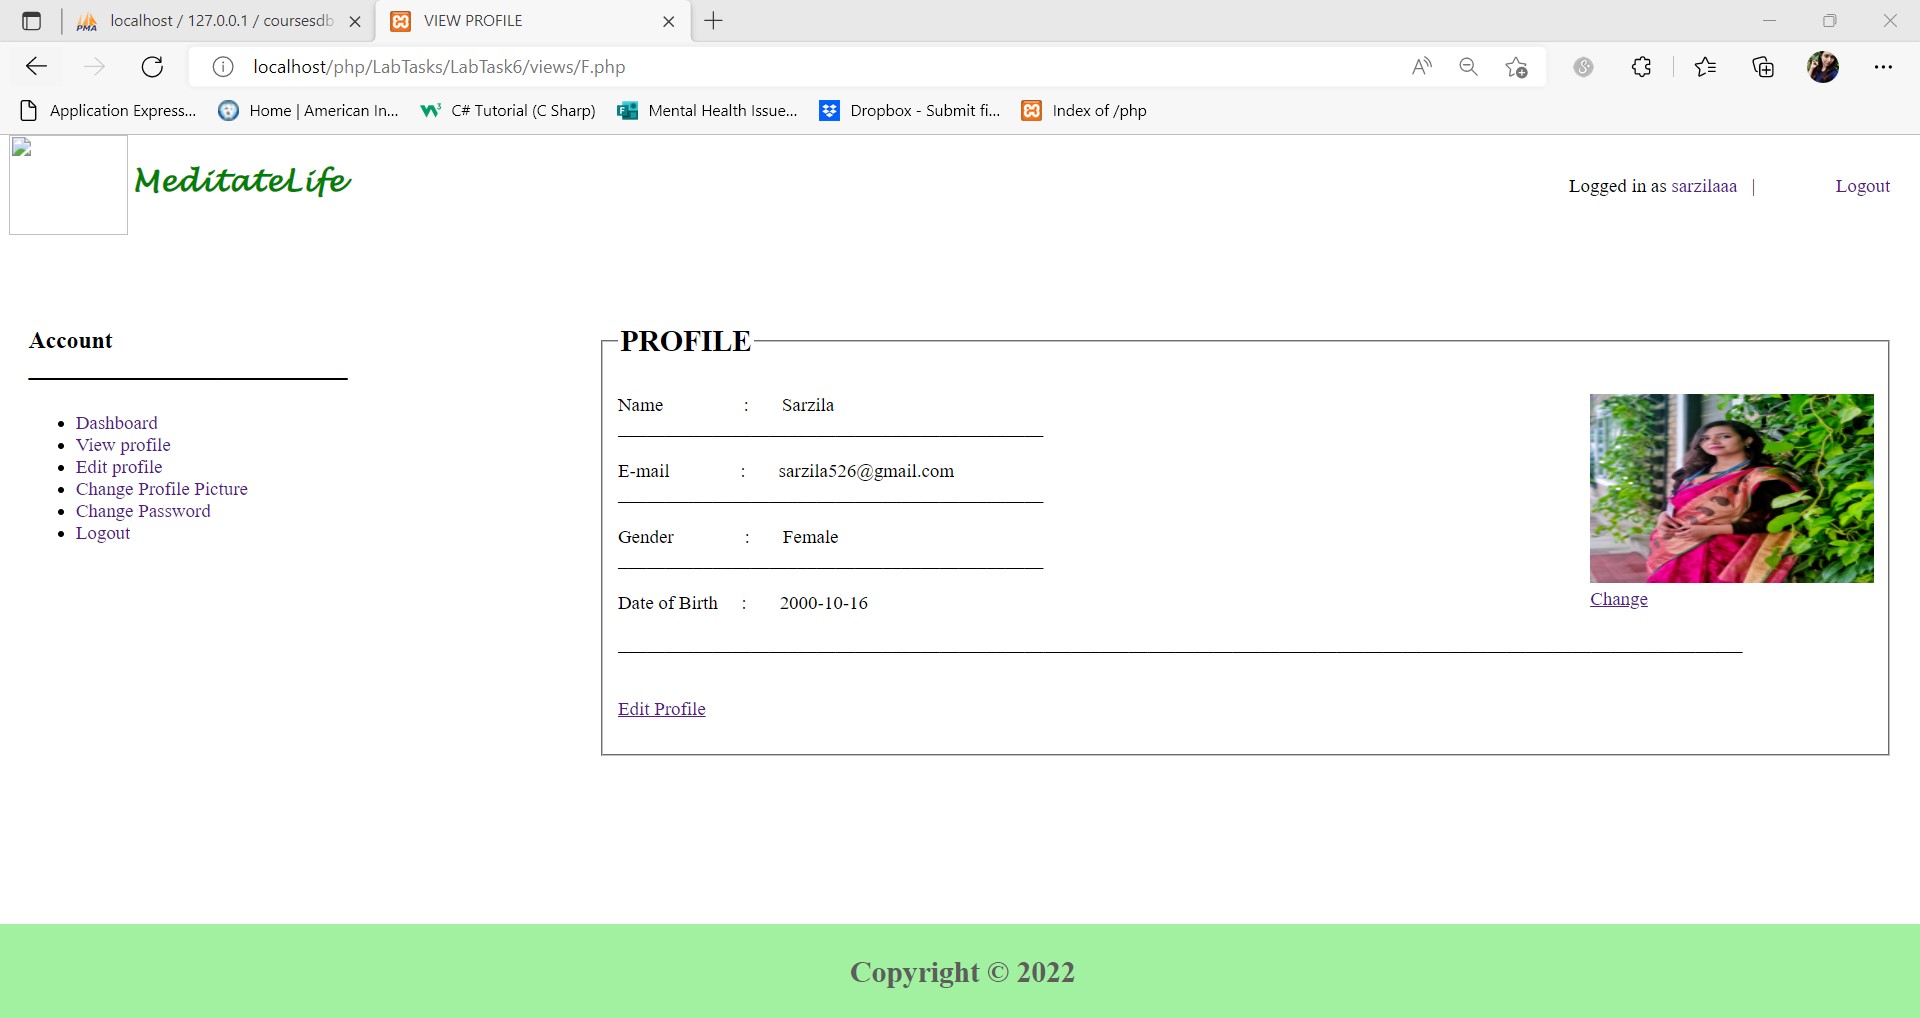 localhost / 127.0.0.1 / coursesdb
VIEW PROFILE
localhost/php/LabTasks/LabTask6/views/F.php
Application Express...
Home | American In...
C# Tutorial (C Sharp)
Mental Health Issue...
Dropbox - Submit fi...
Index of /php
MeditateLife
Logged in as sarzilaaa | Logout
Account
Dashboard
View profile
Edit profile
Change Profile Picture
Change Password
Logout
PROFILE
Name : Sarzila
E-mail : sarzila526@gmail.com
Gender : Female
Date of Birth : 2000-10-16
Change
Edit Profile
Copyright © 2022